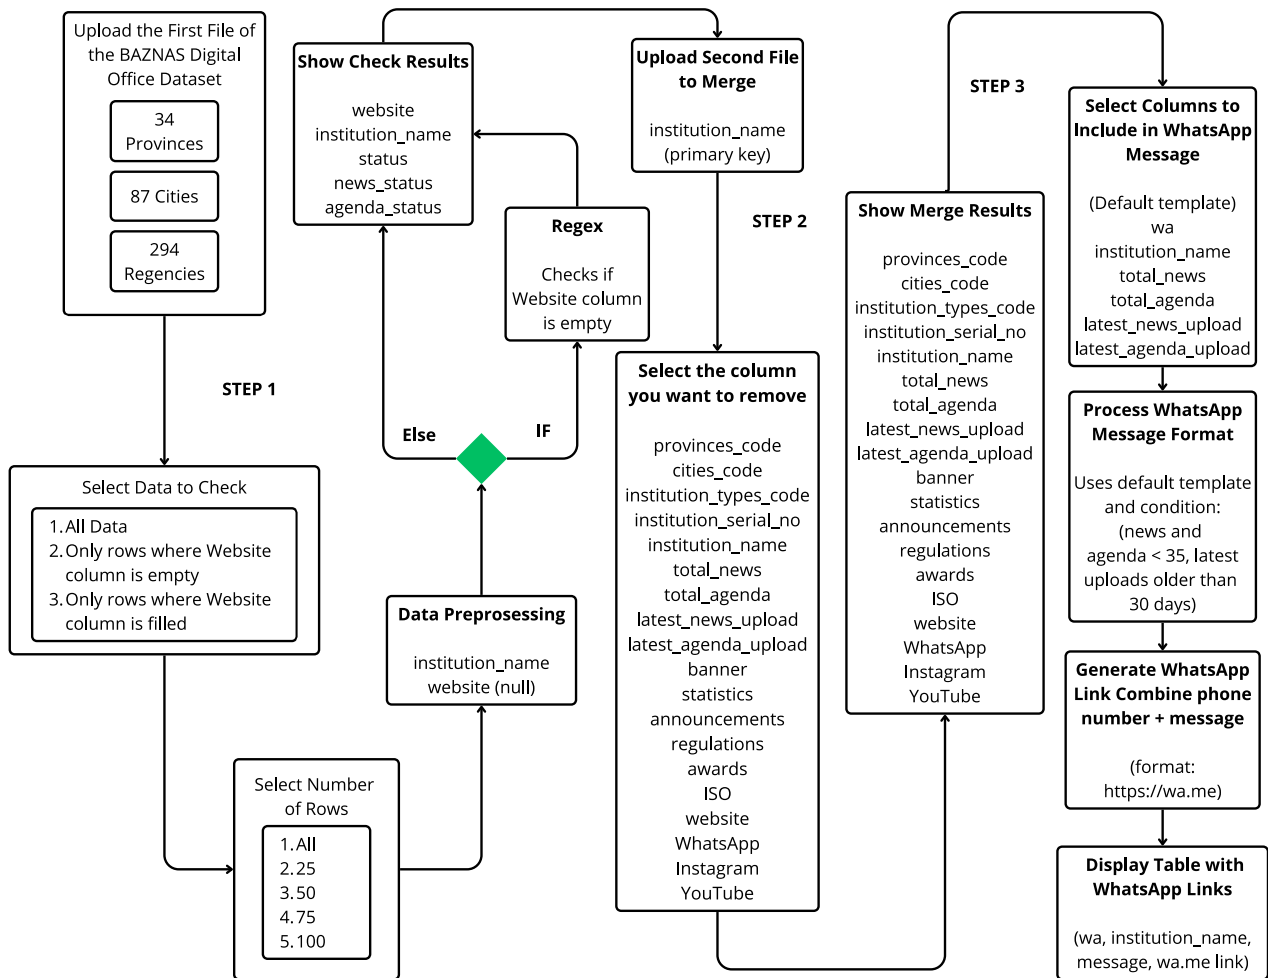 Upload the First File of
the BAZNAS Digital
Office Dataset
34
Provinces
87 Cities
294
Regencies
STEP 1
Select Data to Check
1. All Data
2. Only rows where Website
column is empty
3. Only rows where Website
column is filled
Select Number
of Rows
1. All
2. 25
3. 50
4. 75
5. 100
Data Preprosessing
institution_name
website (null)
Else
IF
Regex
Checks if
Website column
is empty
Show Check Results
website
institution_name
status
news_status
agenda_status
Upload Second File
to Merge
institution_name
(primary key)
STEP 2
Select the column
you want to remove
provinces_code
cities_code
institution_types_code
institution_serial_no
institution_name
total_news
total_agenda
latest_news_upload
latest_agenda_upload
banner
statistics
announcements
regulations
awards
ISO
website
WhatsApp
Instagram
YouTube
Show Merge Results
provinces_code
cities_code
institution_types_code
institution_serial_no
institution_name
total_news
total_agenda
latest_news_upload
latest_agenda_upload
banner
statistics
announcements
regulations
awards
ISO
website
WhatsApp
Instagram
YouTube
STEP 3
Select Columns to
Include in WhatsApp
Message
(Default template)
wa
institution_name
total_news
total_agenda
latest_news_upload
latest_agenda_upload
Process WhatsApp
Message Format
Uses default template
and condition:
(news and
agenda < 35, latest
uploads older than
30 days)
Generate WhatsApp
Link Combine phone
number + message
(format:
https://wa.me)
Display Table with
WhatsApp Links
(wa, institution_name,
message, wa.me link)